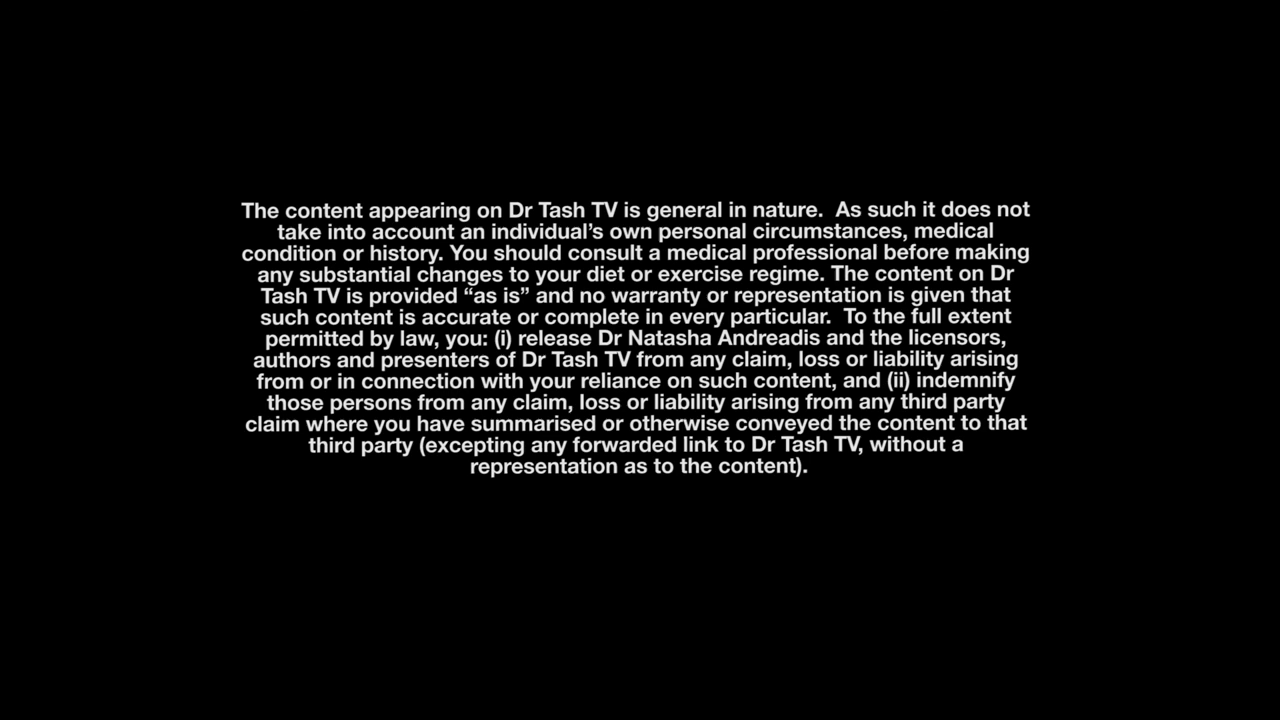 The content appearing on Dr Tash TV is general in nature.  As such it does not
take into account an individual’s own personal circumstances, medical
condition or history. You should consult a medical professional before making
any substantial changes to your diet or exercise regime. The content on Dr
Tash TV is provided “as is” and no warranty or representation is given that
such content is accurate or complete in every particular.  To the full extent
permitted by law, you: (i) release Dr Natasha Andreadis and the licensors,
authors and presenters of Dr Tash TV from any claim, loss or liability arising
from or in connection with your reliance on such content, and (ii) indemnify
those persons from any claim, loss or liability arising from any third party
claim where you have summarised or otherwise conveyed the content to that
third party (excepting any forwarded link to Dr Tash TV, without a
representation as to the content).